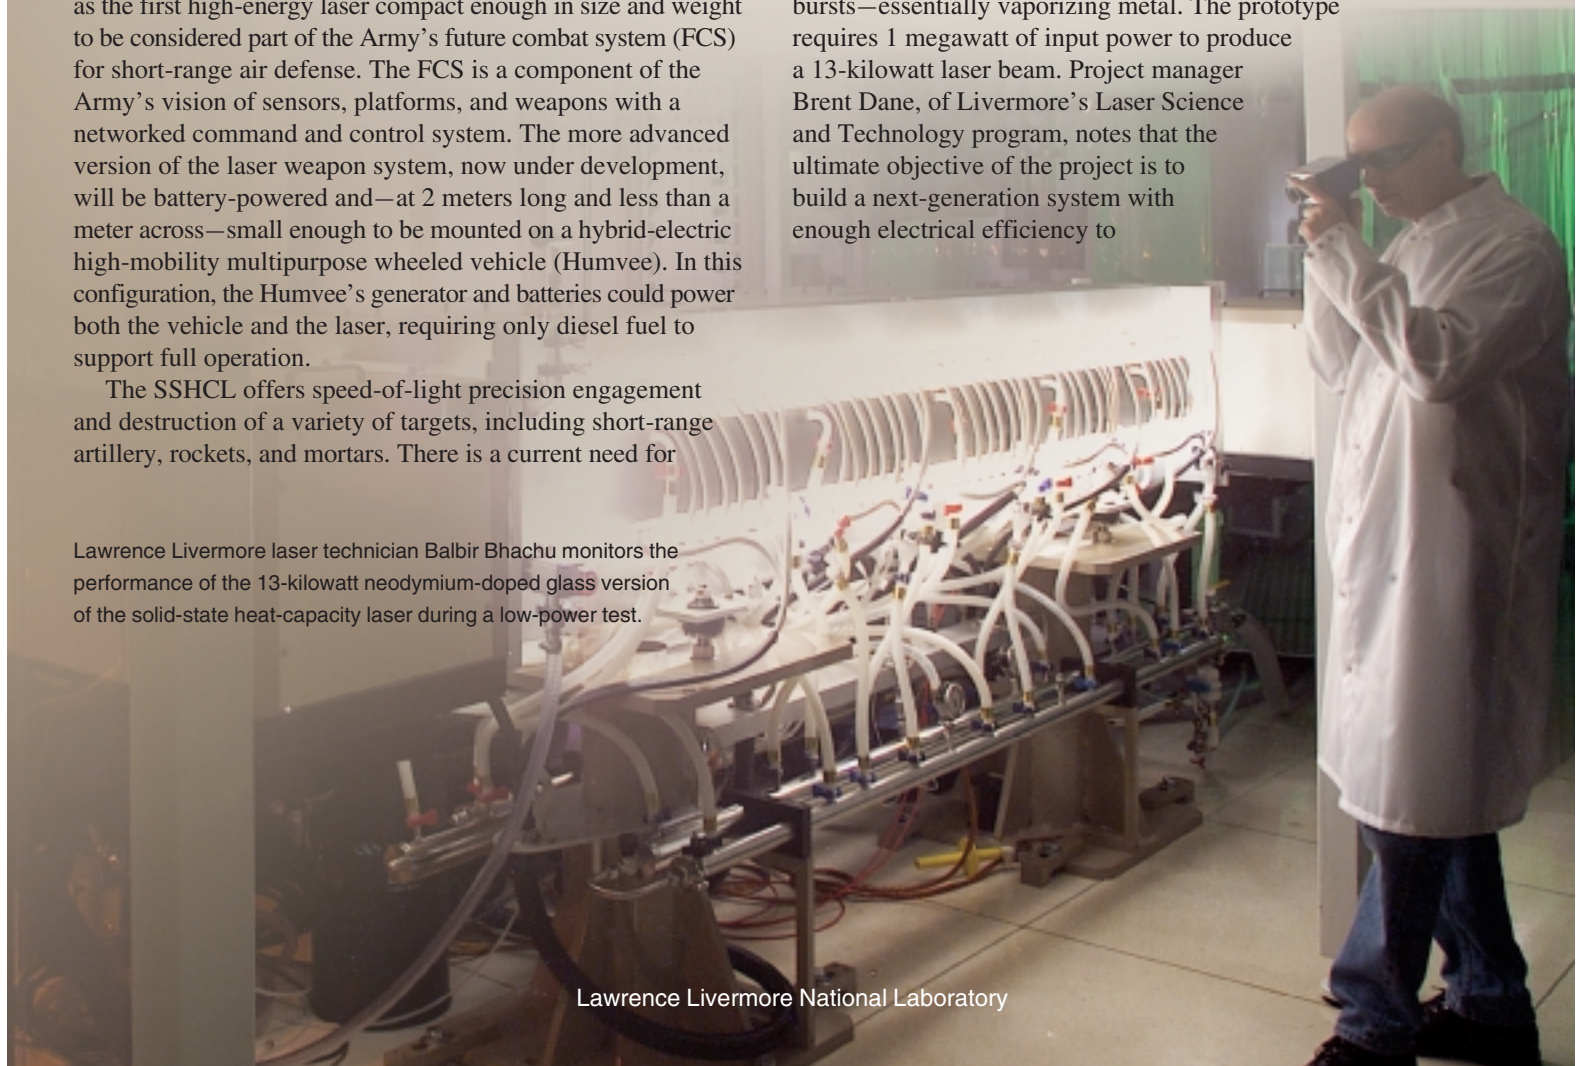 as the first high-energy laser compact enough in size and weight
to be considered part of the Army’s future combat system (FCS)
for short-range air defense. The FCS is a component of the
Army’s vision of sensors, platforms, and weapons with a
networked command and control system. The more advanced
version of the laser weapon system, now under development,
will be battery-powered and—at 2 meters long and less than a
meter across—small enough to be mounted on a hybrid-electric
high-mobility multipurpose wheeled vehicle (Humvee). In this
configuration, the Humvee’s generator and batteries could power
both the vehicle and the laser, requiring only diesel fuel to
support full operation.
The SSHCL offers speed-of-light precision engagement
and destruction of a variety of targets, including short-range
artillery, rockets, and mortars. There is a current need for
bursts—essentially vaporizing metal. The prototype
requires 1 megawatt of input power to produce
a 13-kilowatt laser beam. Project manager
Brent Dane, of Livermore’s Laser Science
and Technology program, notes that the
ultimate objective of the project is to
build a next-generation system with
enough electrical efficiency to
Lawrence Livermore laser technician Balbir Bhachu monitors the
performance of the 13-kilowatt neodymium-doped glass version
of the solid-state heat-capacity laser during a low-power test.
Lawrence Livermore National Laboratory